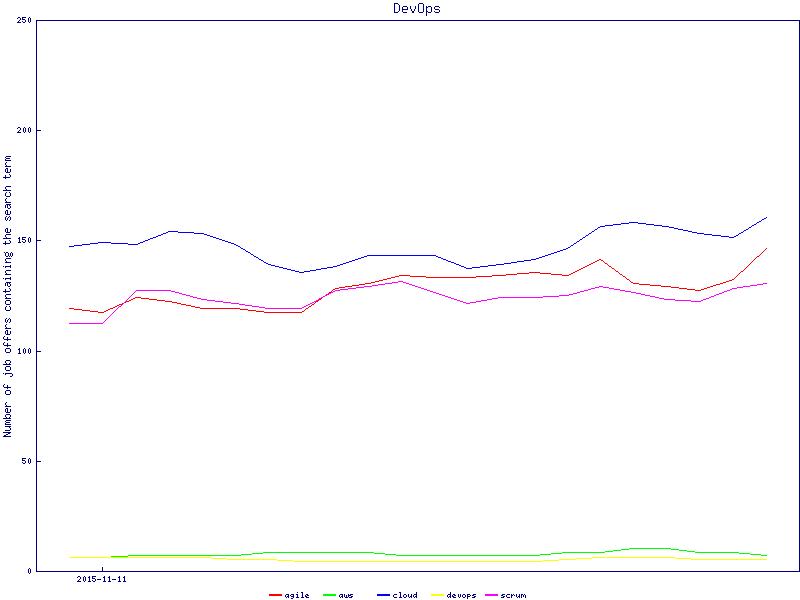 DevOps
250
200
150
100
50
0
Number of job offers containing the search term
2015-11-11
agile aws cloud devops scrum